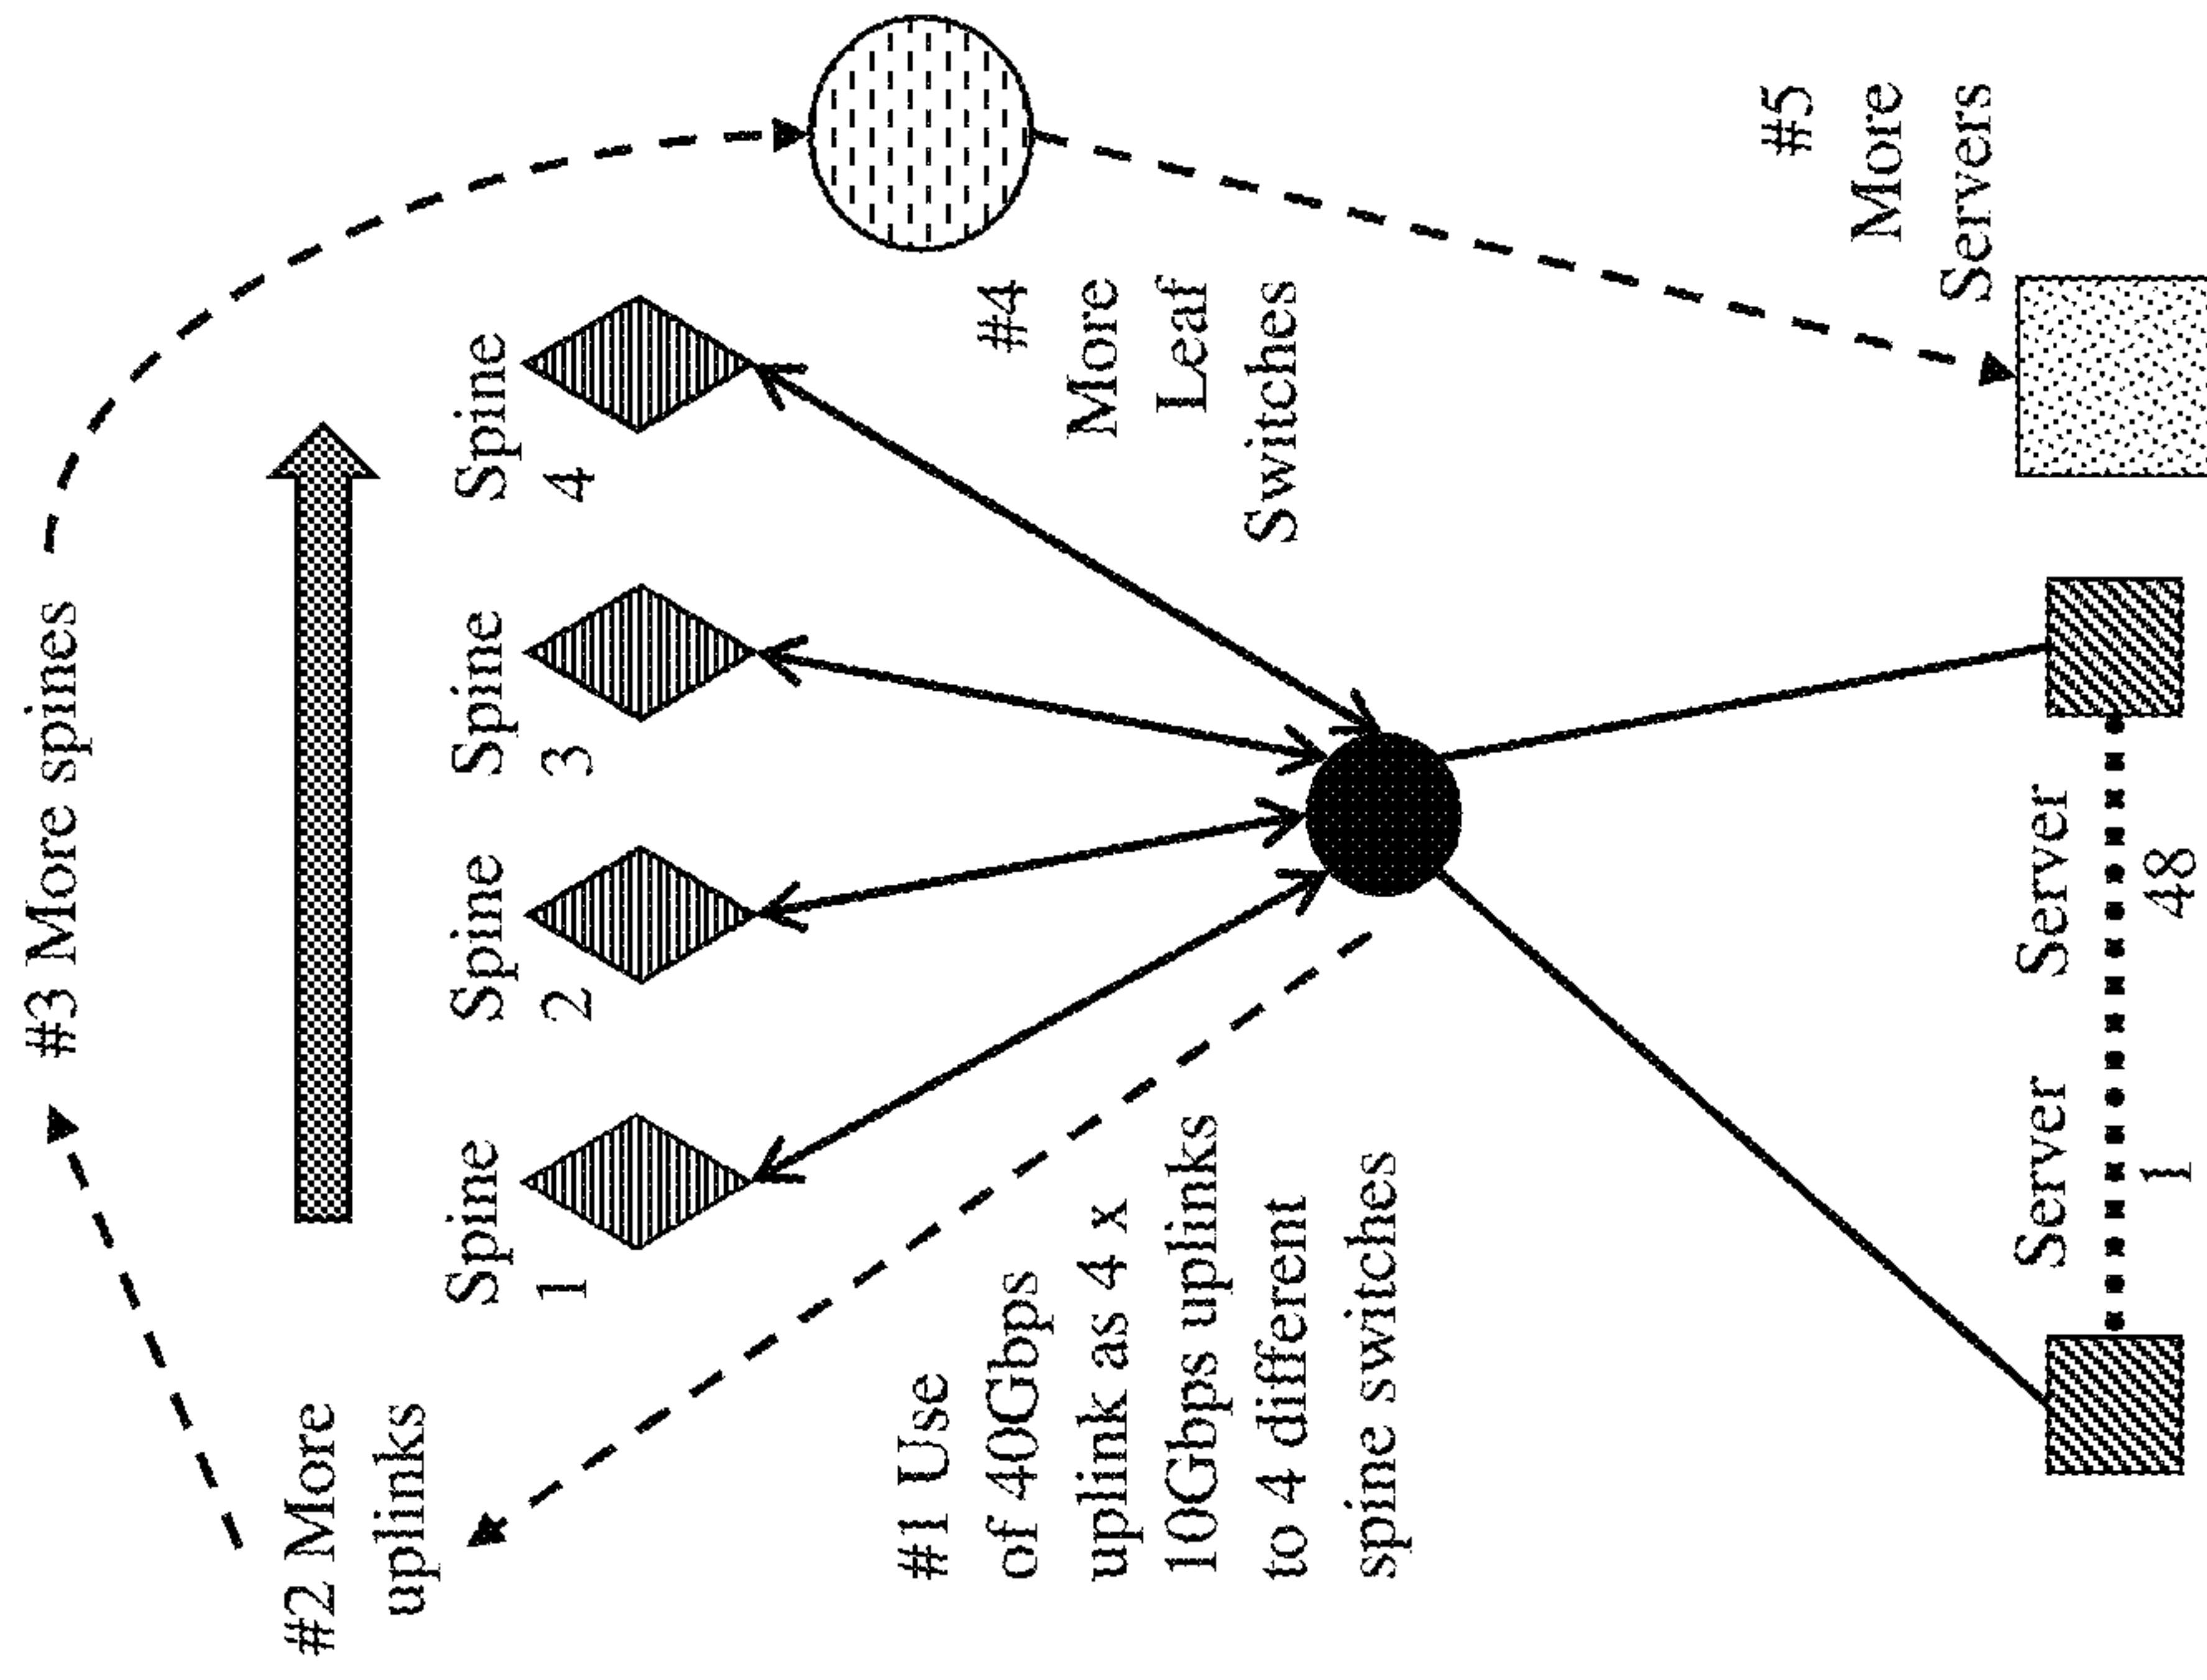 #3 More spines
#2 More
uplinks
Spine
1
Spine
2
Spine
3
Spine
4
#1 Use
of 40Gbps
uplink as 4 x
10Gbps uplinks
to 4 different
spine switches
#4
More
Leaf
Switches
#5
More
Servers
Server
1
Server
48